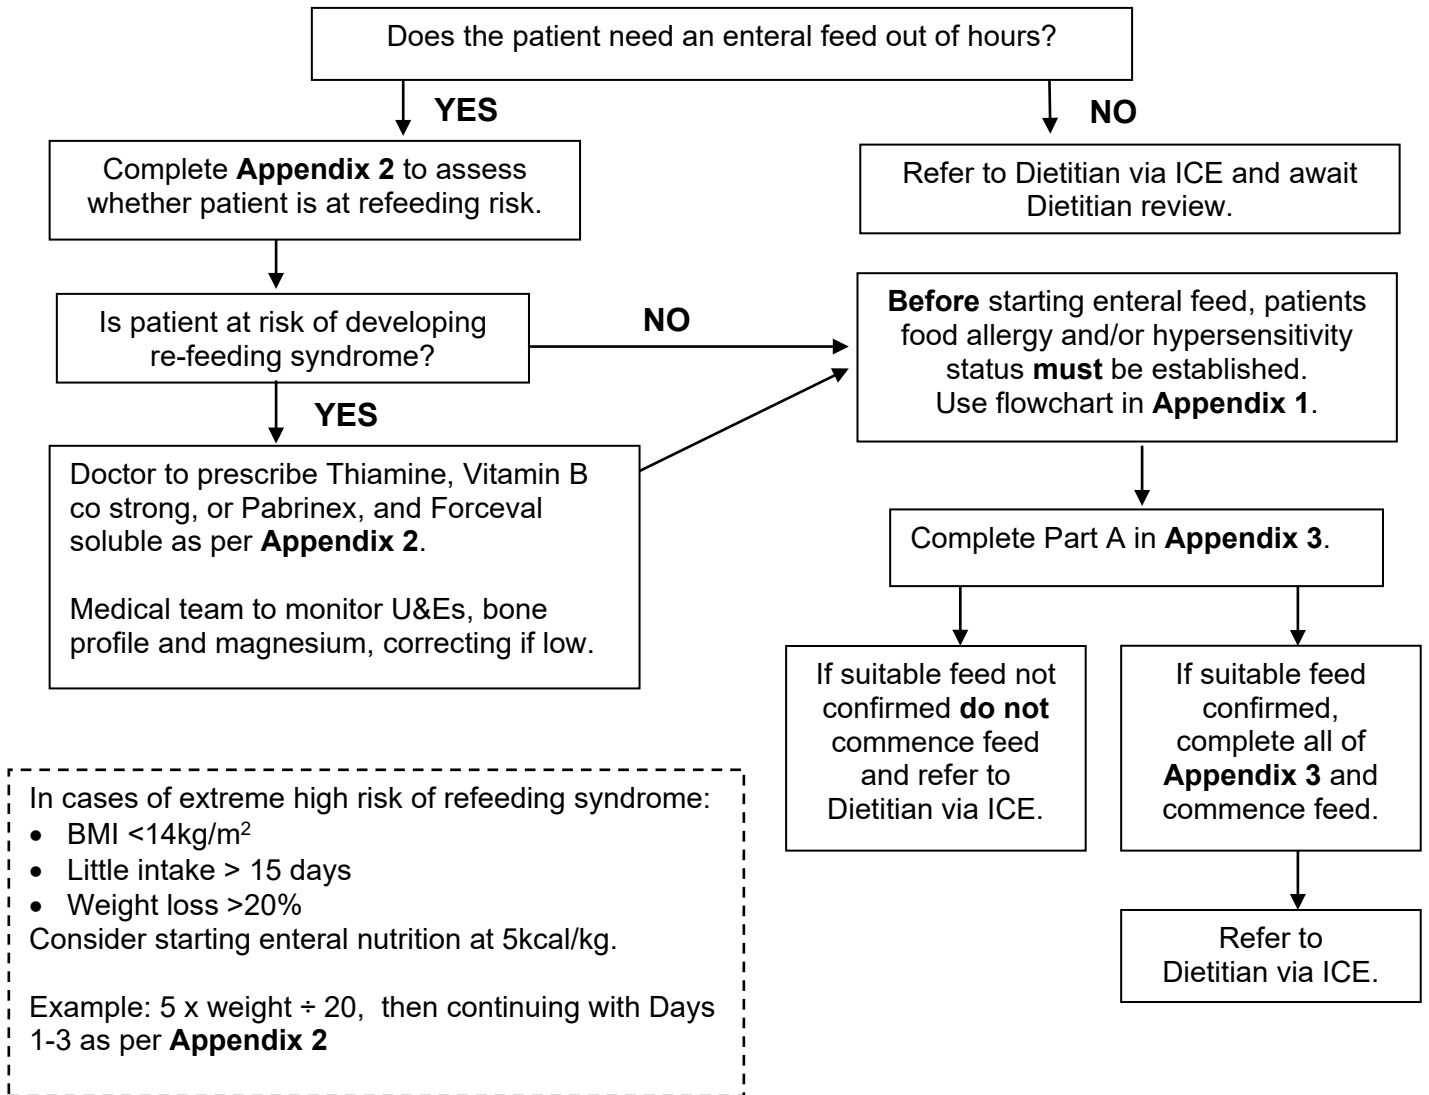 Does the patient need an enteral feed out of hours?
YES
NO
Complete Appendix 2 to assess
whether patient is at refeeding risk.
Refer to Dietitian via ICE and await
Dietitian review.
Is patient at risk of developing
re-feeding syndrome?
NO
YES
Before starting enteral feed, patients
food allergy and/or hypersensitivity
status must be established.
Use flowchart in Appendix 1.
Doctor to prescribe Thiamine, Vitamin B
co strong, or Pabrinex, and Forceval
soluble as per Appendix 2.
Medical team to monitor U&Es, bone
profile and magnesium, correcting if low.
Complete Part A in Appendix 3.
If suitable feed not
confirmed do not
commence feed
and refer to
Dietitian via ICE.
If suitable feed
confirmed,
complete all of
Appendix 3 and
commence feed.
Refer to
Dietitian via ICE.
In cases of extreme high risk of refeeding syndrome:
• BMI <14kg/m²
• Little intake > 15 days
• Weight loss >20%
Consider starting enteral nutrition at 5kcal/kg.
Example: 5 x weight ÷ 20, then continuing with Days
1-3 as per Appendix 2